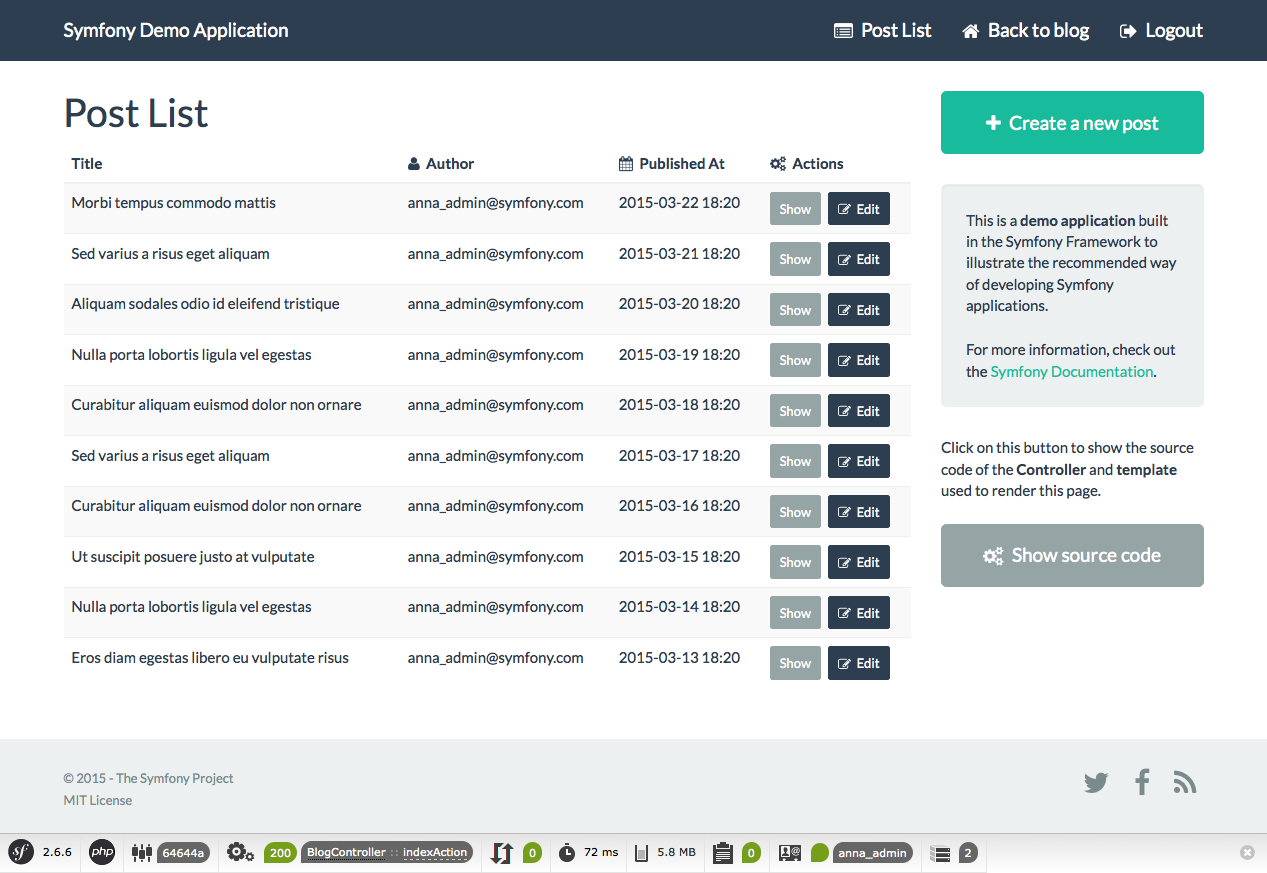 Symfony Demo Application Post List Back to blog Logout
Post List
Create a new post
Title Author Published At Actions
Morbi tempus commodo mattis anna_admin@symfony.com 2015-03-22 18:20 Show Edit
Sed varius a risus eget aliquam anna_admin@symfony.com 2015-03-21 18:20 Show Edit
Aliquam sodales odio id eleifend tristique anna_admin@symfony.com 2015-03-20 18:20 Show Edit
Nulla porta lobortis ligula vel egestas anna_admin@symfony.com 2015-03-19 18:20 Show Edit
Curabitur aliquam euismod dolor non ornare anna_admin@symfony.com 2015-03-18 18:20 Show Edit
Sed varius a risus eget aliquam anna_admin@symfony.com 2015-03-17 18:20 Show Edit
Curabitur aliquam euismod dolor non ornare anna_admin@symfony.com 2015-03-16 18:20 Show Edit
Ut suscipit posuere justo at vulputate anna_admin@symfony.com 2015-03-15 18:20 Show Edit
Nulla porta lobortis ligula vel egestas anna_admin@symfony.com 2015-03-14 18:20 Show Edit
Eros diam egestas libero eu vulputate risus anna_admin@symfony.com 2015-03-13 18:20 Show Edit
This is a demo application built
in the Symfony Framework to
illustrate the recommended way
of developing Symfony
applications.
For more information, check out
the Symfony Documentation.
Click on this button to show the source
code of the Controller and template
used to render this page.
Show source code
© 2015 - The Symfony Project
MIT License
sf 2.6.6 php 64644a 200 BlogController :: indexAction 0 72 ms 5.8 MB 0 anna_admin 2